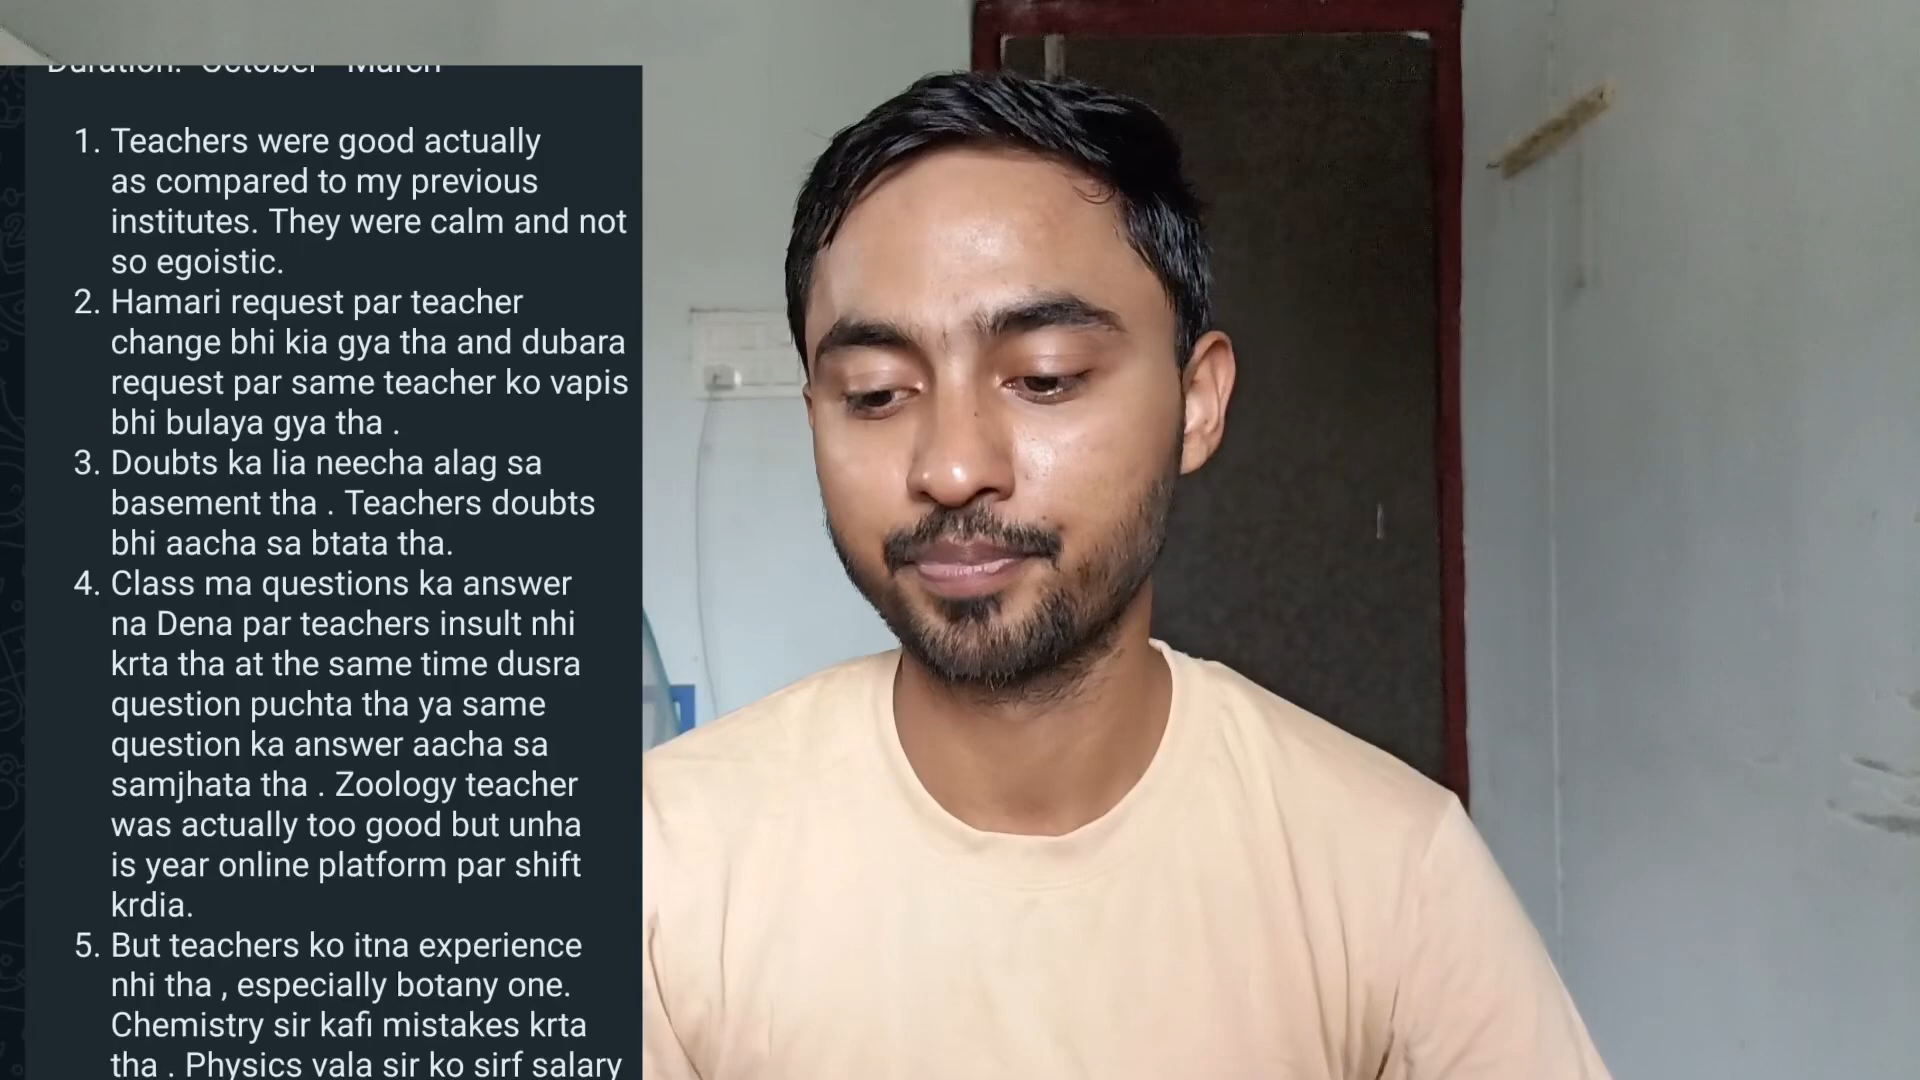 Duration: October - March
1. Teachers were good actually
as compared to my previous
institutes. They were calm and not
so egoistic.
2. Hamari request par teacher
change bhi kia gya tha and dubara
request par same teacher ko vapis
bhi bulaya gya tha .
3. Doubts ka lia neecha alag sa
basement tha . Teachers doubts
bhi aacha sa btata tha.
4. Class ma questions ka answer
na Dena par teachers insult nhi
krta tha at the same time dusra
question puchta tha ya same
question ka answer aacha sa
samjhata tha . Zoology teacher
was actually too good but unha
is year online platform par shift
krdia.
5. But teachers ko itna experience
nhi tha , especially botany one.
Chemistry sir kafi mistakes krta
tha . Physics vala sir ko sirf salary